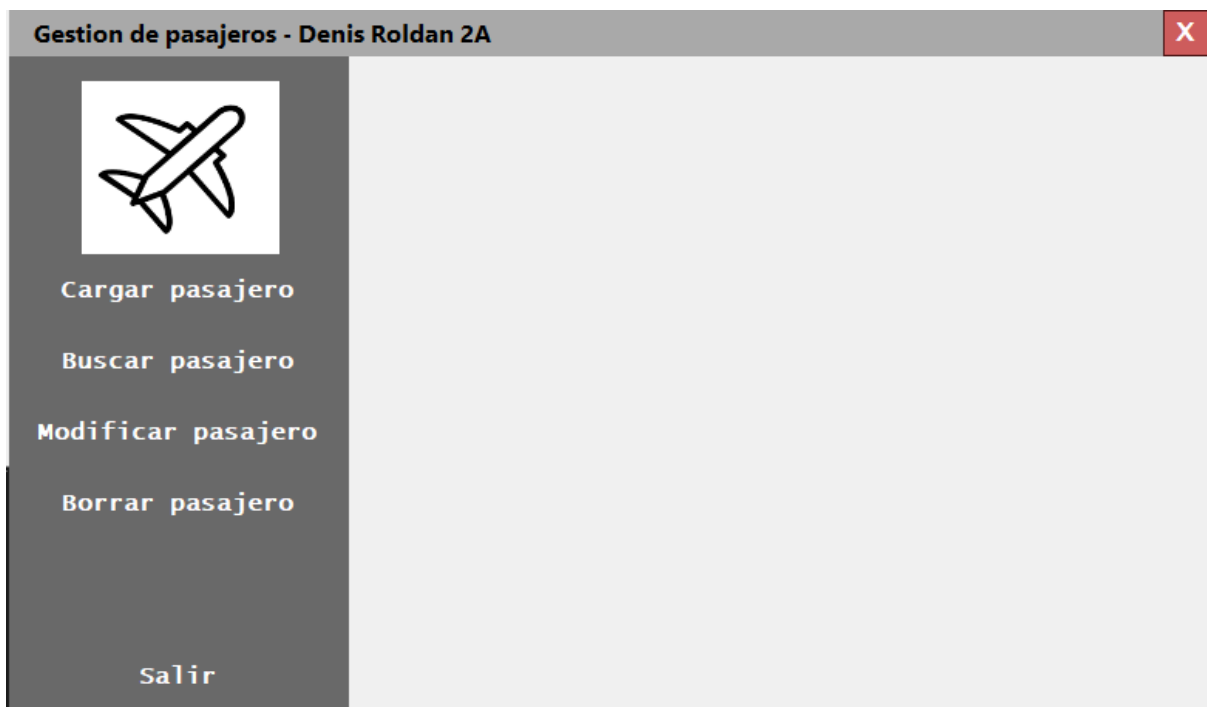 Gestion de pasajeros - Denis Roldan 2A
X
Cargar pasajero
Buscar pasajero
Modificar pasajero
Borrar pasajero
Salir